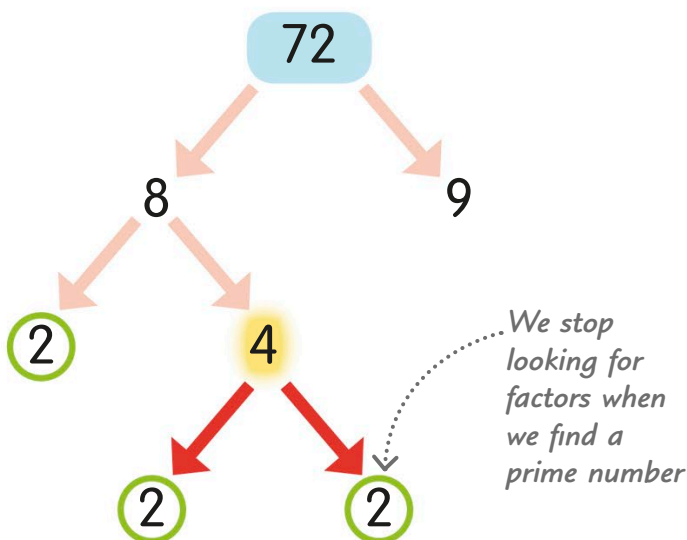 72
8 9
2 4
We stop
looking for
factors when
we find a
prime number
2 2